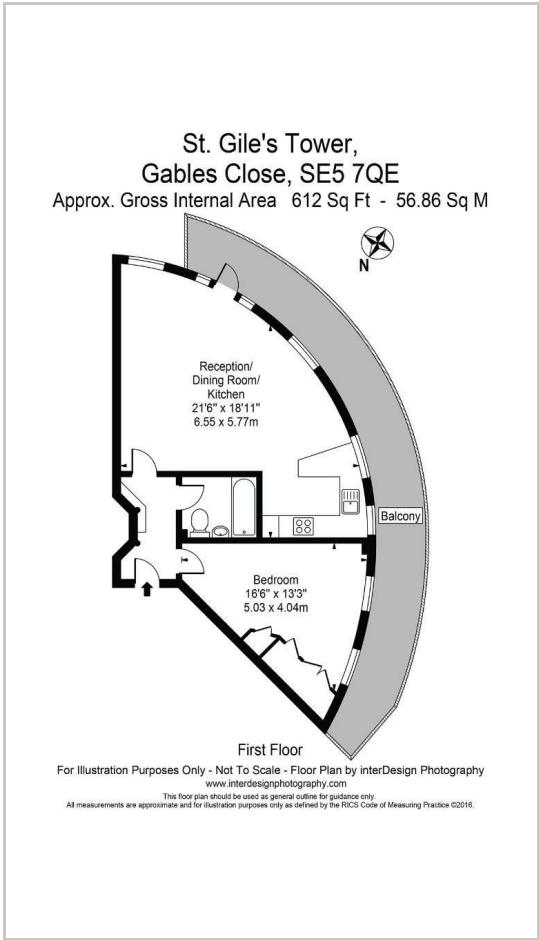 St. Gile's Tower,
Gables Close, SE5 7QE
Approx. Gross Internal Area 612 Sq Ft - 56.86 Sq M
N
Reception/
Dining Room/
Kitchen
21'6" x 18'11"
6.55 x 5.77m
Balcony
Bedroom
16'6" x 13'3"
5.03 x 4.04m
First Floor
For Illustration Purposes Only - Not To Scale - Floor Plan by interDesign Photography
www.interdesignphotography.com
This floor plan should be used as general outline for guidance only.
All measurements are approximate and for illustration purposes only as defined by the RICS Code of Measuring Practice ©2016.